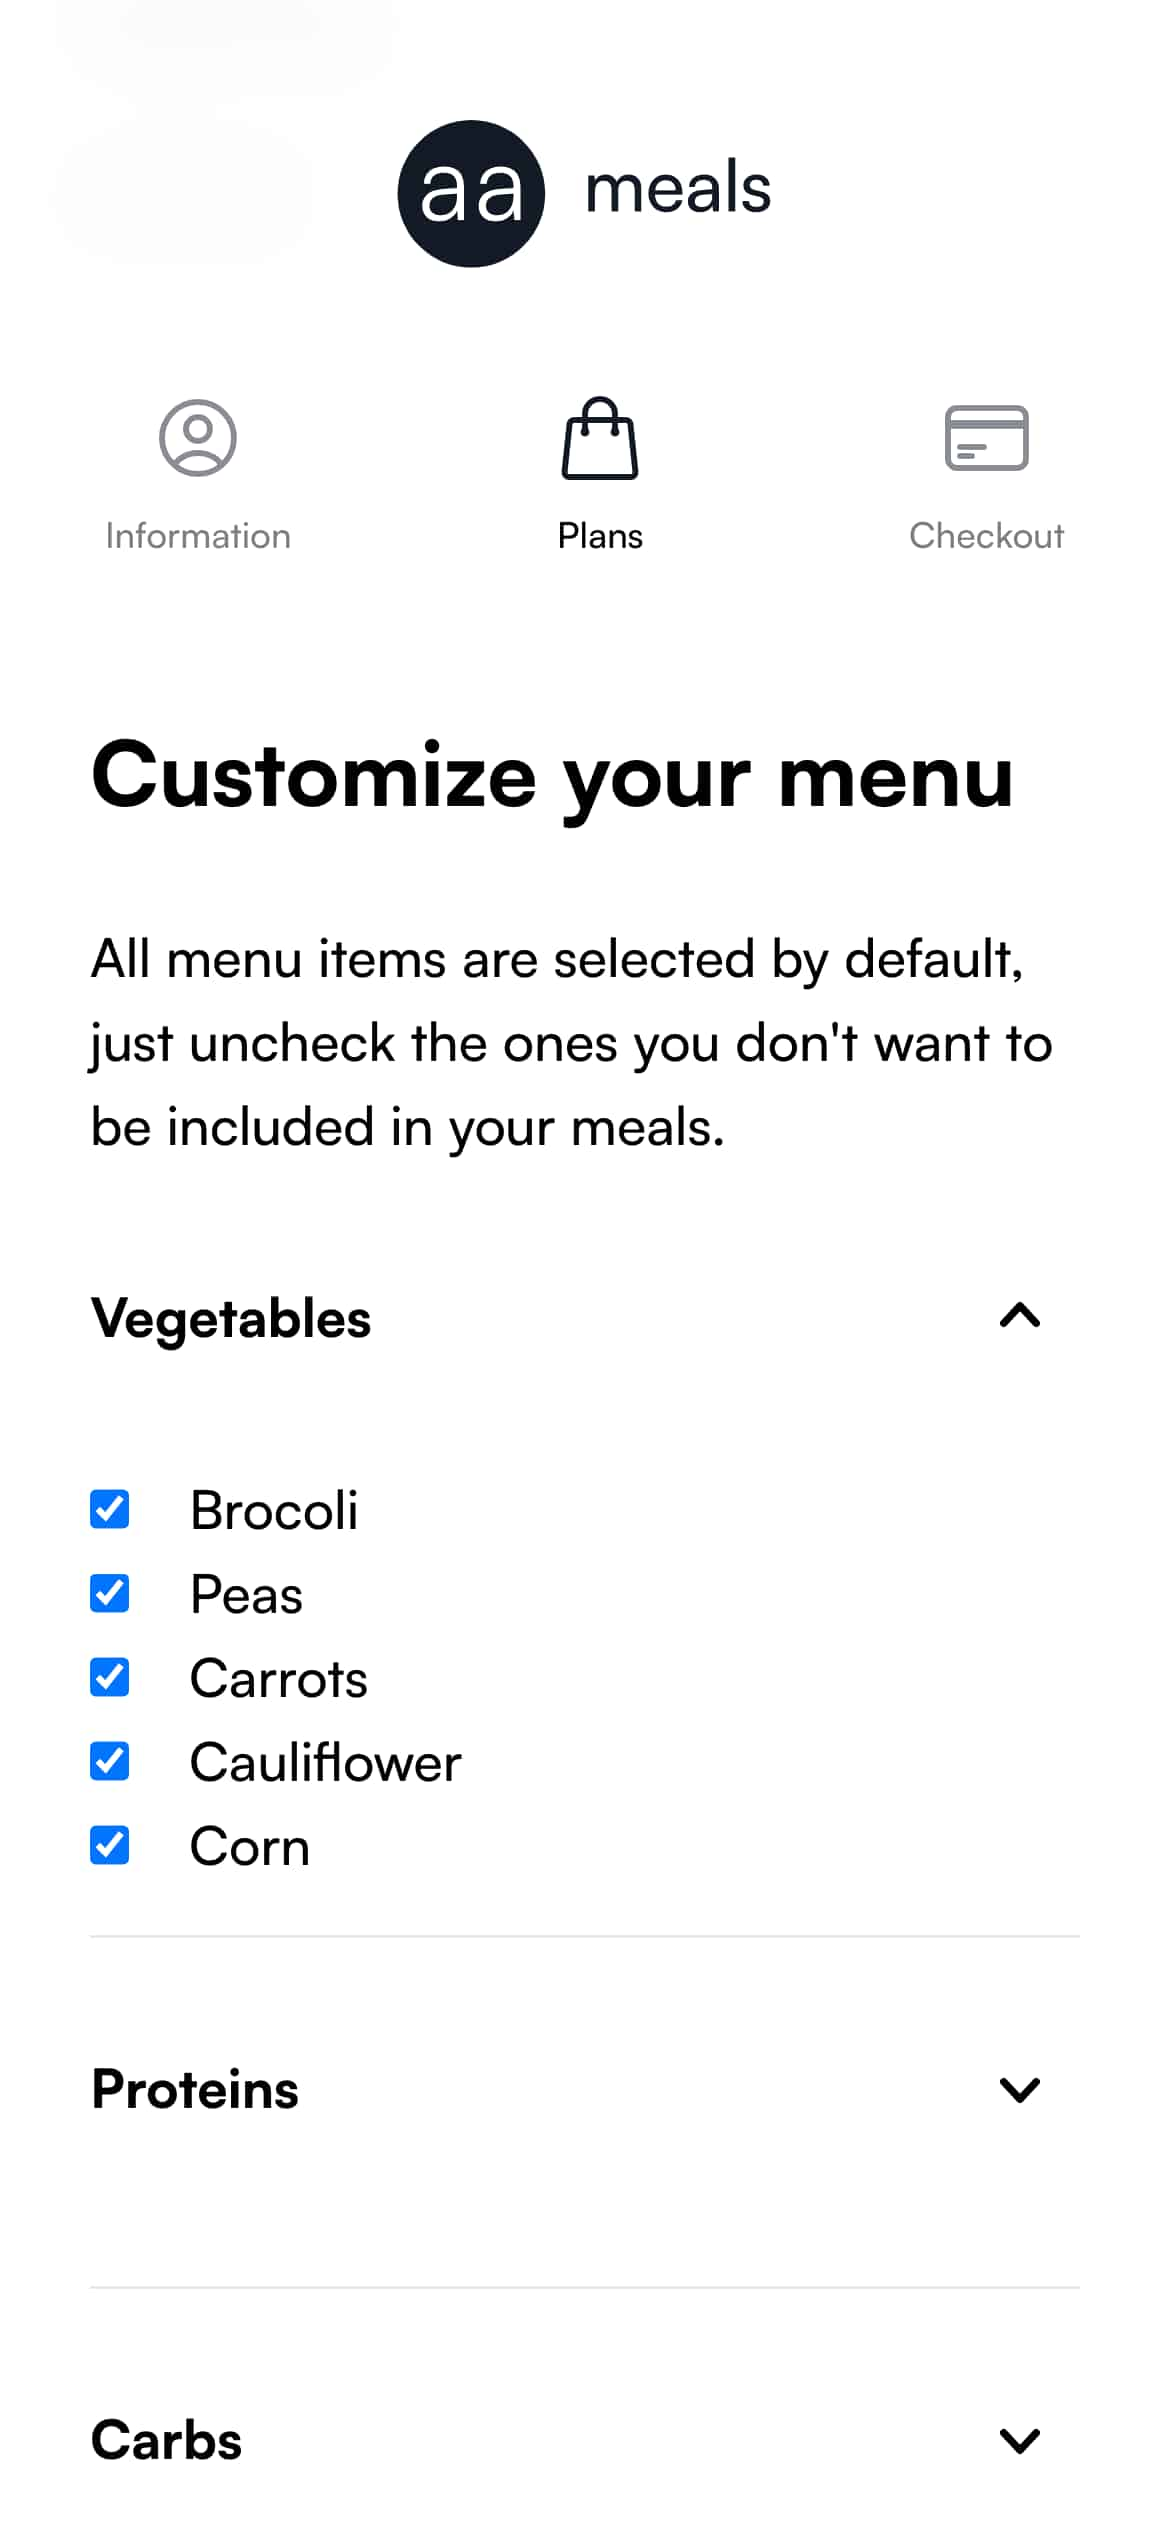 aa meals
Information
Plans
Checkout
Customize your menu
All menu items are selected by default,
just uncheck the ones you don't want to
be included in your meals.
Vegetables
Brocoli
Peas
Carrots
Cauliflower
Corn
Proteins
Carbs